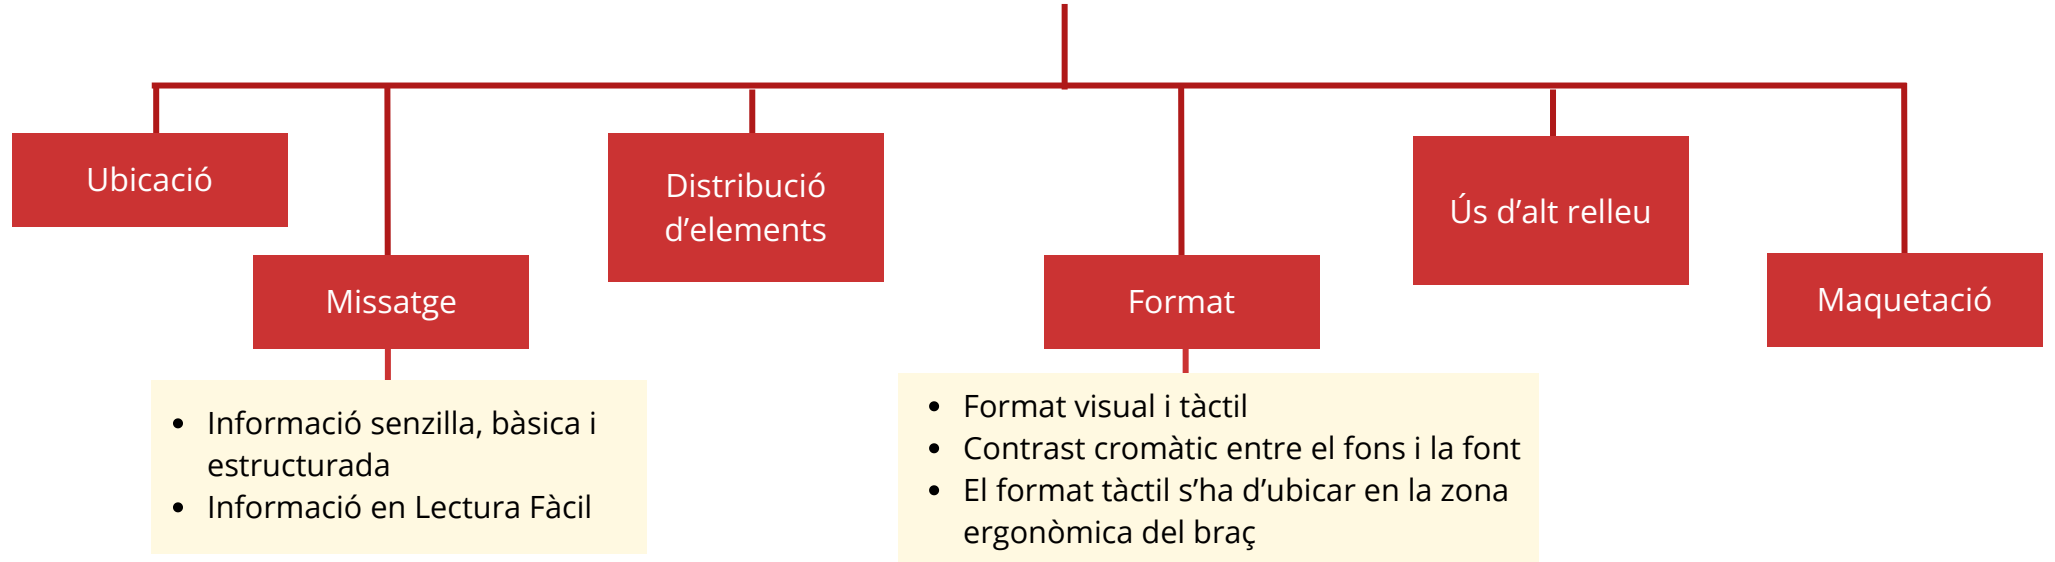 Ubicació
Missatge
• Informació senzilla, bàsica i
estructurada
• Informació en Lectura Fàcil
Distribució
d’elements
Format
• Format visual i tàctil
• Contrast cromàtic entre el fons i la font
• El format tàctil s’ha d’ubicar en la zona
ergonòmica del braç
Ús d’alt relleu
Maquetació